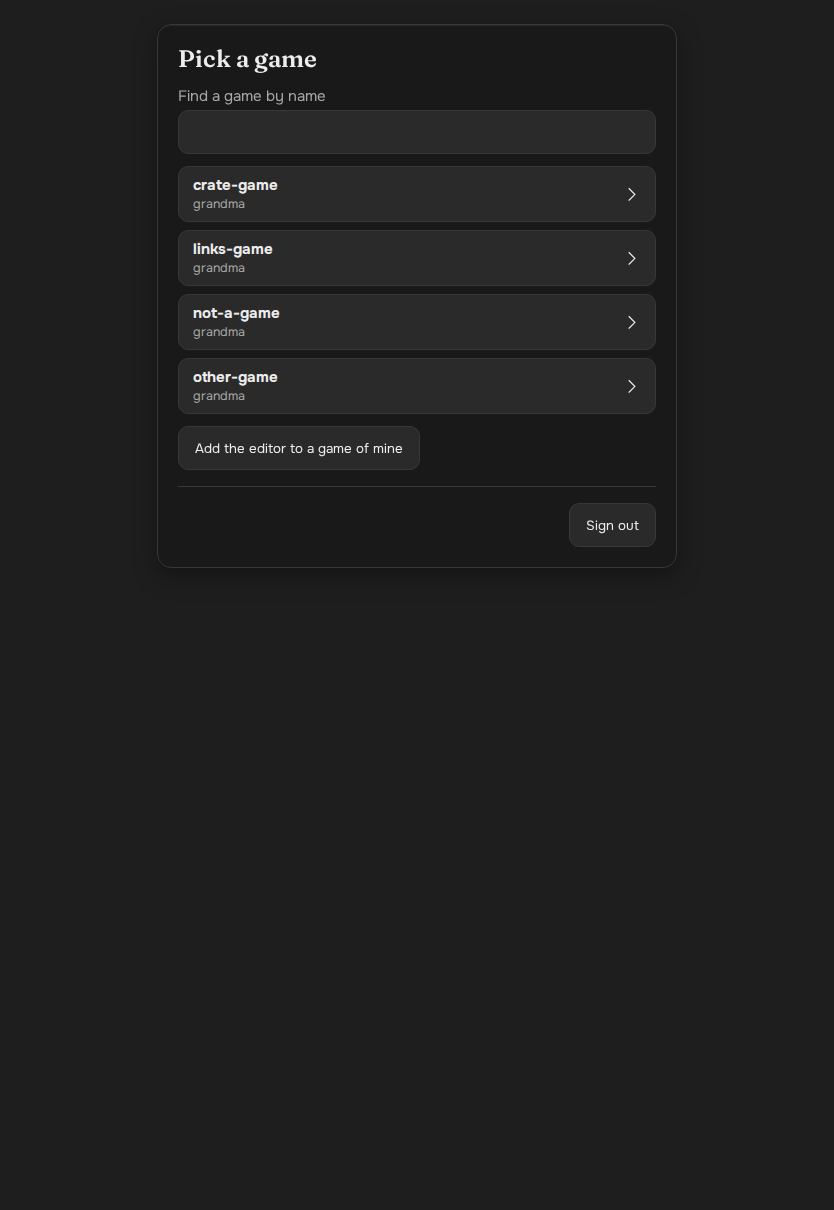 Pick a game
Find a game by name
crate-game
grandma
links-game
grandma
not-a-game
grandma
other-game
grandma
Add the editor to a game of mine
Sign out